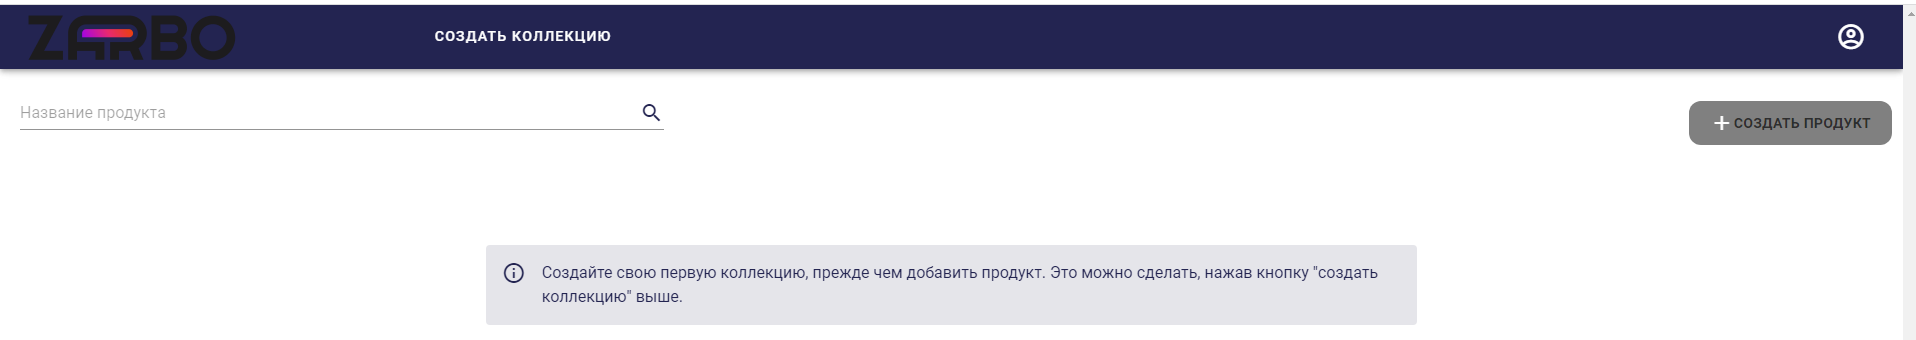 ZARBO
СОЗДАТЬ КОЛЛЕКЦИЮ
Название продукта
СОЗДАТЬ ПРОДУКТ
Создайте свою первую коллекцию, прежде чем добавить продукт. Это можно сделать, нажав кнопку "создать
коллекцию" выше.